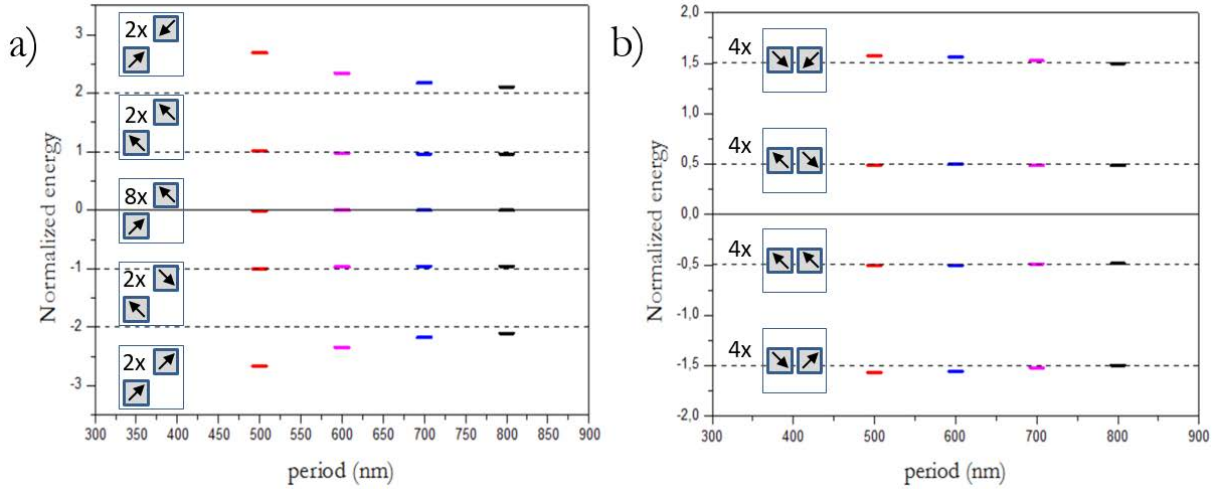 a)
Normalized energy
3
2
1
0
-1
-2
-3
2x
2x
8x
2x
2x
300 350 400 450 500 550 600 650 700 750 800 850 900
period (nm)
b)
Normalized energy
2,0
1,5
1,0
0,5
0,0
-0,5
-1,0
-1,5
-2,0
4x
4x
4x
4x
300 400 500 600 700 800 900
period (nm)